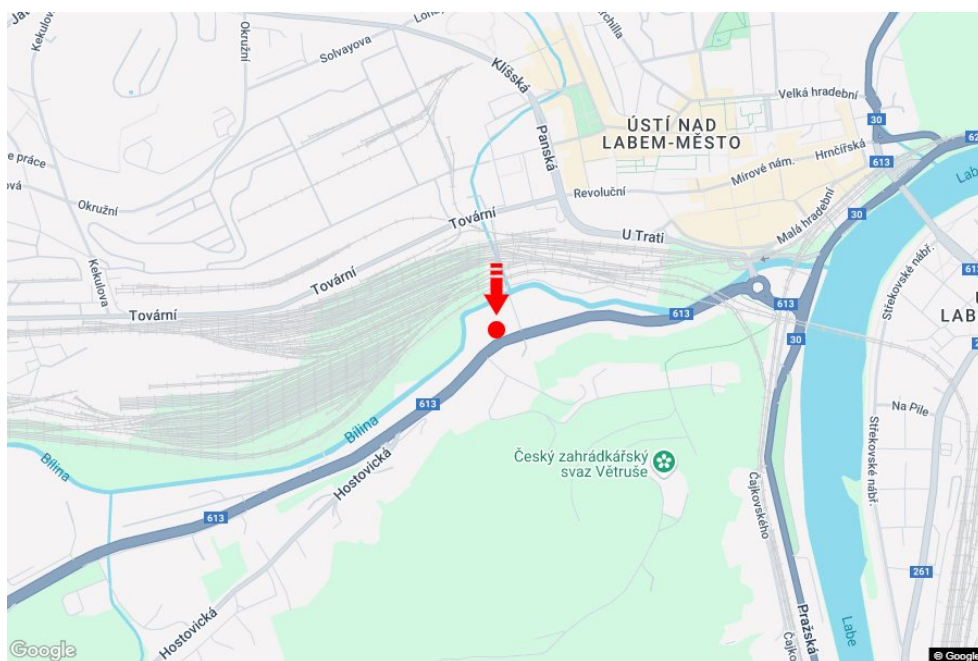 Kekulova
Okružní
Solvayova
Klíšská
Velká hradební
30
ÚSTÍ NAD
LABEM-MĚSTO
Panská
Hrnčířská
613
Mírové nám.
Revoluční
e práce
Okružní
Tovární
U Trati
Malá hradební
30
Střekovské nábř.
Kekulova
Tovární
Tovární
613
613
30
613
Na Pile
Bílina
Bílina
Hostovická
Český zahrádkářský
svaz Větruše
Střekovské nábř.
Čajkovského
613
261
Hostovická
Pražská
Labe
Google
© Google